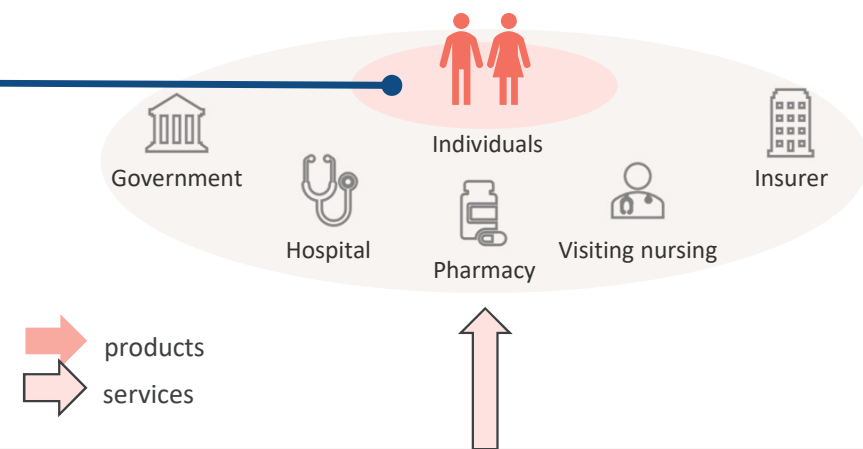 Individuals
Government
Insurer
Hospital
Pharmacy
Visiting nursing
products
services